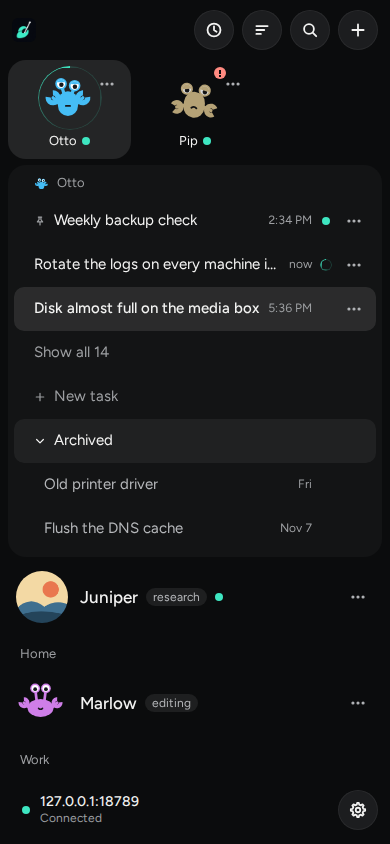 Otto
Pip
Otto
Weekly backup check 2:34 PM
Rotate the logs on every machine i... now
Disk almost full on the media box 5:36 PM
Show all 14
+ New task
Archived
Old printer driver Fri
Flush the DNS cache Nov 7
Juniper research
Home
Marlow editing
Work
127.0.0.1:18789
Connected